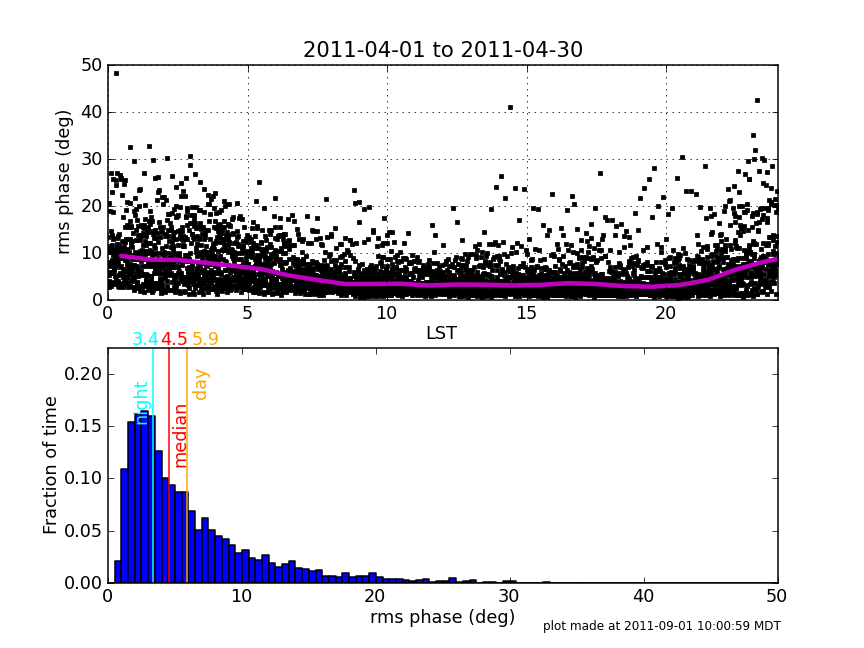 2011-04-01 to 2011-04-30
50
40
30
20
10
0
rms phase (deg)
0 5 10 15 20
LST
3.4 4.5 5.9
night
median
day
0.20
0.15
0.10
0.05
0.00
Fraction of time
0 10 20 30 40 50
rms phase (deg)
plot made at 2011-09-01 10:00:59 MDT